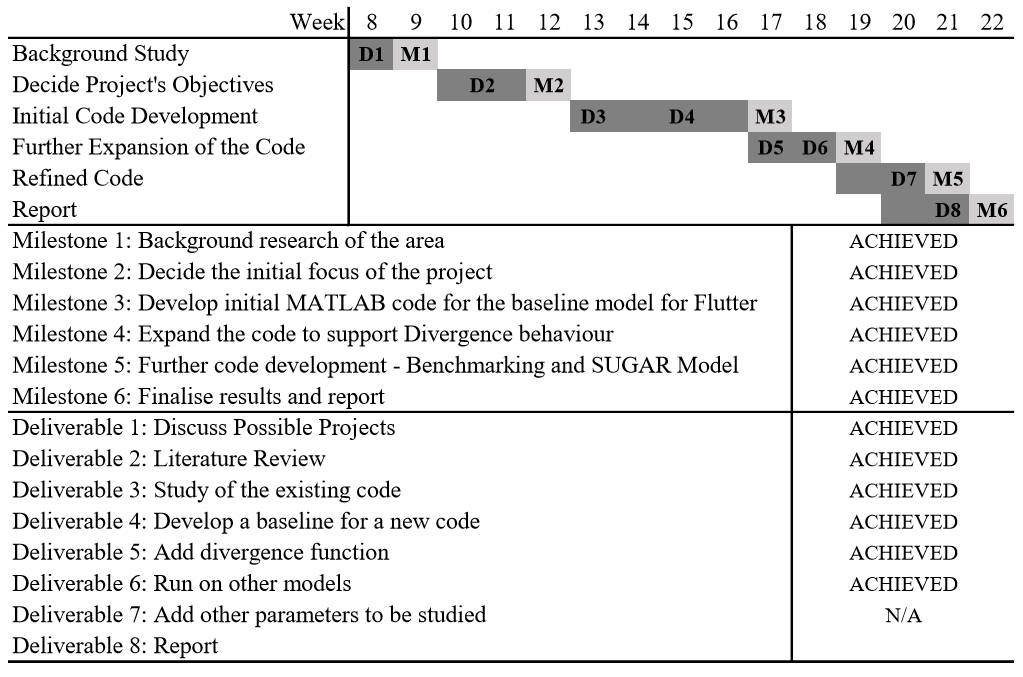 Week 8 9 10 11 12 13 14 15 16 17 18 19 20 21 22
Background Study D1 M1
Decide Project's Objectives D2 M2
Initial Code Development D3 D4 M3
Further Expansion of the Code D5 D6 M4
Refined Code D7 M5
Report D8 M6
Milestone 1: Background research of the area ACHIEVED
Milestone 2: Decide the initial focus of the project ACHIEVED
Milestone 3: Develop initial MATLAB code for the baseline model for Flutter ACHIEVED
Milestone 4: Expand the code to support Divergence behaviour ACHIEVED
Milestone 5: Further code development - Benchmarking and SUGAR Model ACHIEVED
Milestone 6: Finalise results and report ACHIEVED
Deliverable 1: Discuss Possible Projects ACHIEVED
Deliverable 2: Literature Review ACHIEVED
Deliverable 3: Study of the existing code ACHIEVED
Deliverable 4: Develop a baseline for a new code ACHIEVED
Deliverable 5: Add divergence function ACHIEVED
Deliverable 6: Run on other models ACHIEVED
Deliverable 7: Add other parameters to be studied N/A
Deliverable 8: Report